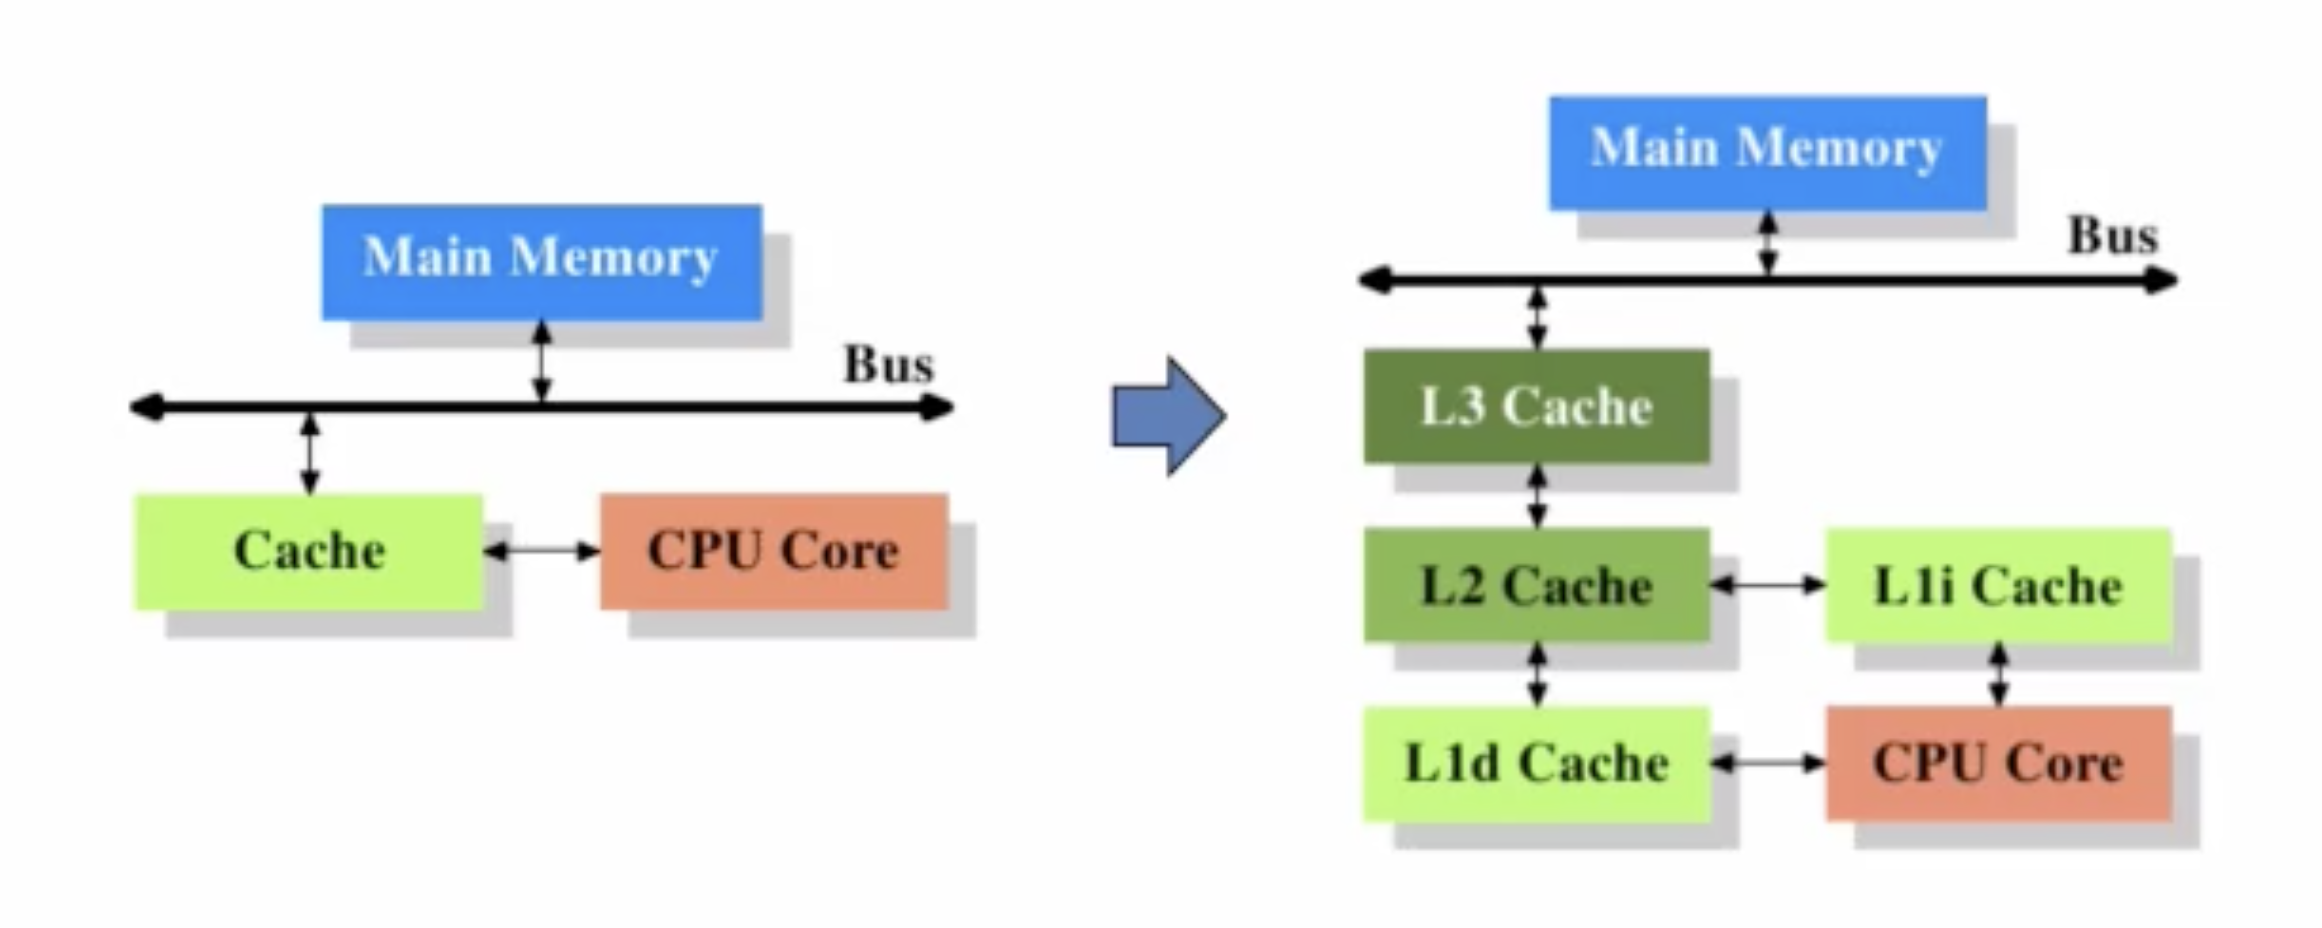 Main Memory
Bus
Cache
CPU Core
Main Memory
Bus
L3 Cache
L2 Cache
L1i Cache
L1d Cache
CPU Core